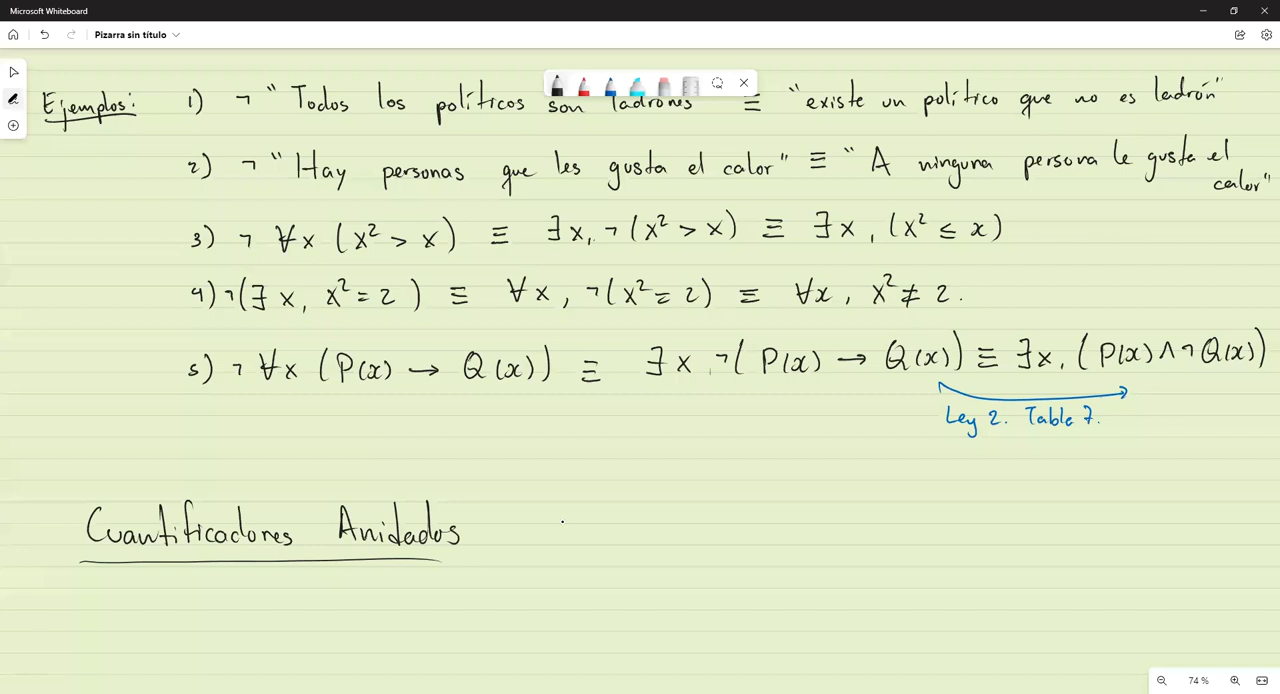 Microsoft Whiteboard
Pizarra sin título
Ejemplos: 1) ¬ "Todos los políticos son ladrones ≡ "existe un político que no es ladrón"
2) ¬ "Hay personas que les gusta el calor" ≡ "A ninguna persona le gusta el
calor"
3) ¬ ∀x (x² > x) ≡ ∃x, ¬(x² > x) ≡ ∃x, (x² ≤ x)
4) ¬(∃x, x² = 2) ≡ ∀x, ¬(x² = 2) ≡ ∀x, x² ≠ 2.
5) ¬ ∀x (P(x) → Q(x)) ≡ ∃x, ¬(P(x) → Q(x)) ≡ ∃x, (P(x) ∧ ¬Q(x))
Ley 2. Tabla 7.
Cuantificadores Anidados
74 %